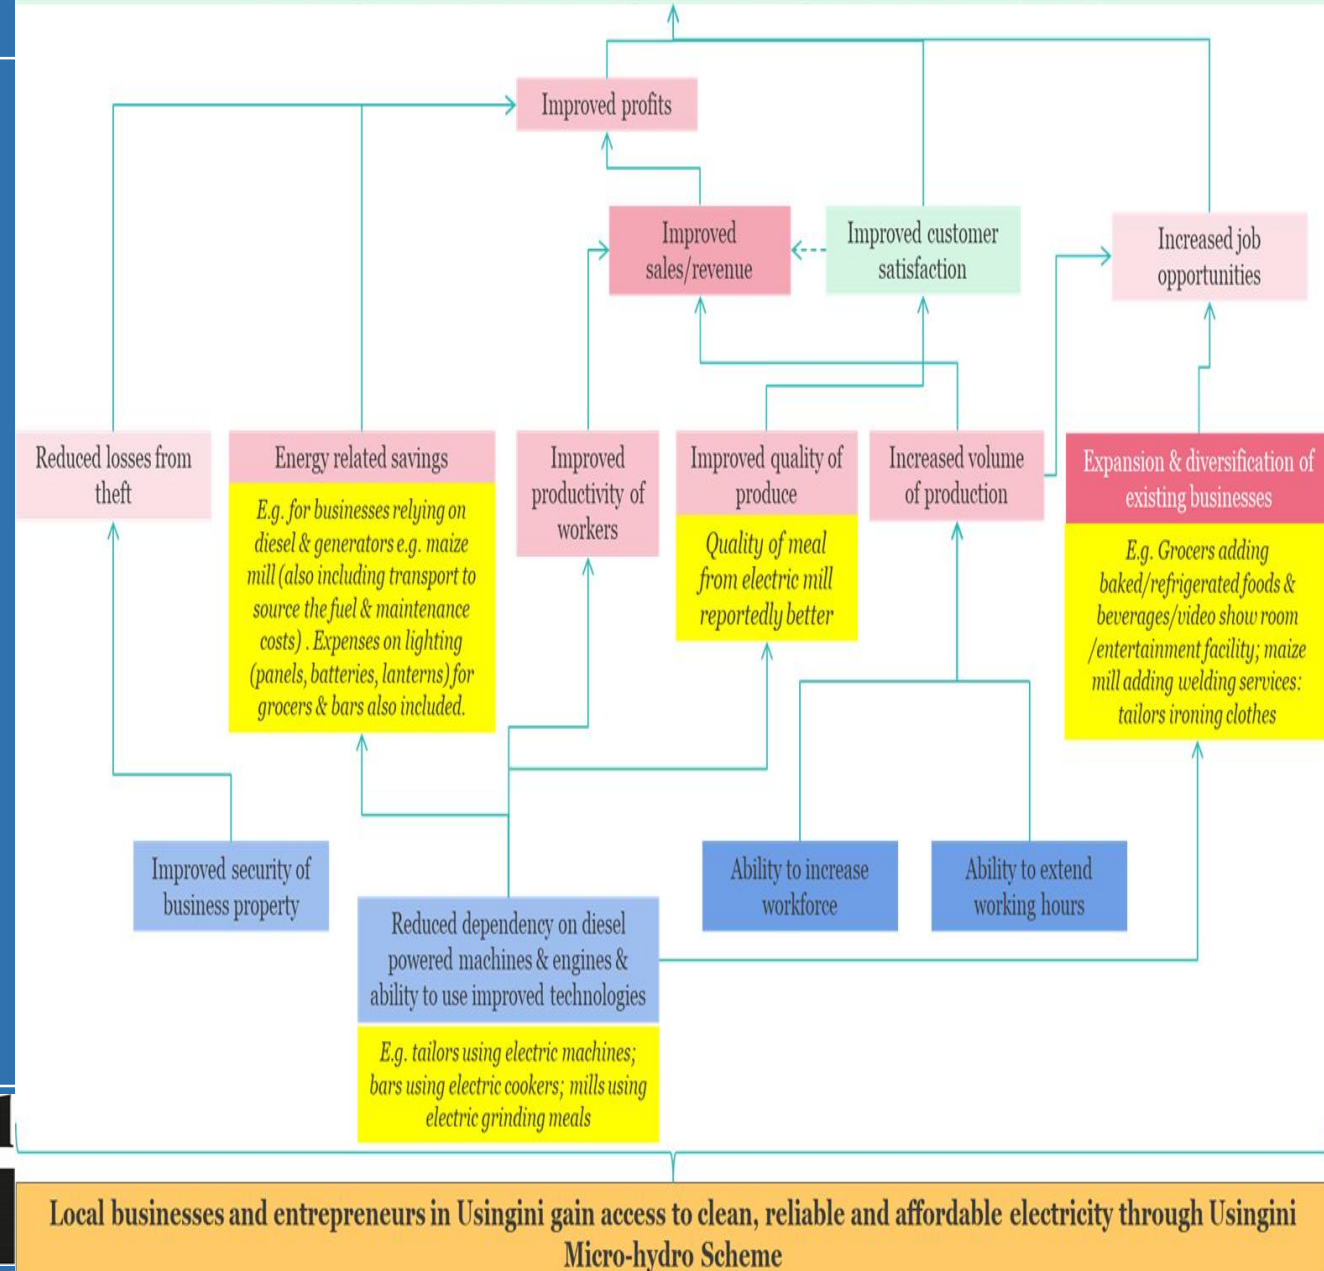 Improved profits
Improved
sales/revenue
Improved customer
satisfaction
Increased job
opportunities
Reduced losses from
theft
Energy related savings
E.g. for businesses relying on
diesel & generators e.g. maize
mill (also including transport to
source the fuel & maintenance
costs) . Expenses on lighting
(panels, batteries, lanterns) for
grocers & bars also included.
Improved
productivity of
workers
Improved quality of
produce
Quality of meal
from electric mill
reportedly better
Increased volume
of production
Expansion & diversification of
existing businesses
E.g. Grocers adding
baked/refrigerated foods &
beverages/video show room
/entertainment facility; maize
mill adding welding services:
tailors ironing clothes
Improved security of
business property
Reduced dependency on diesel
powered machines & engines &
ability to use improved technologies
E.g. tailors using electric machines;
bars using electric cookers; mills using
electric grinding meals
Ability to increase
workforce
Ability to extend
working hours
Local businesses and entrepreneurs in Usingini gain access to clean, reliable and affordable electricity through Usingini
Micro-hydro Scheme